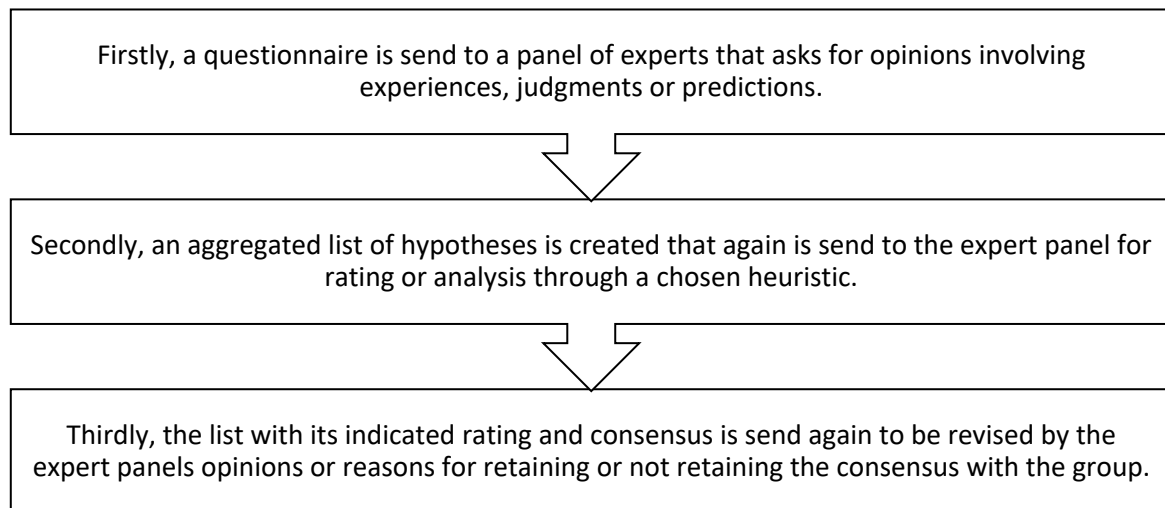 Firstly, a questionnaire is send to a panel of experts that asks for opinions involving
experiences, judgments or predictions.
Secondly, an aggregated list of hypotheses is created that again is send to the expert panel for
rating or analysis through a chosen heuristic.
Thirdly, the list with its indicated rating and consensus is send again to be revised by the
expert panels opinions or reasons for retaining or not retaining the consensus with the group.